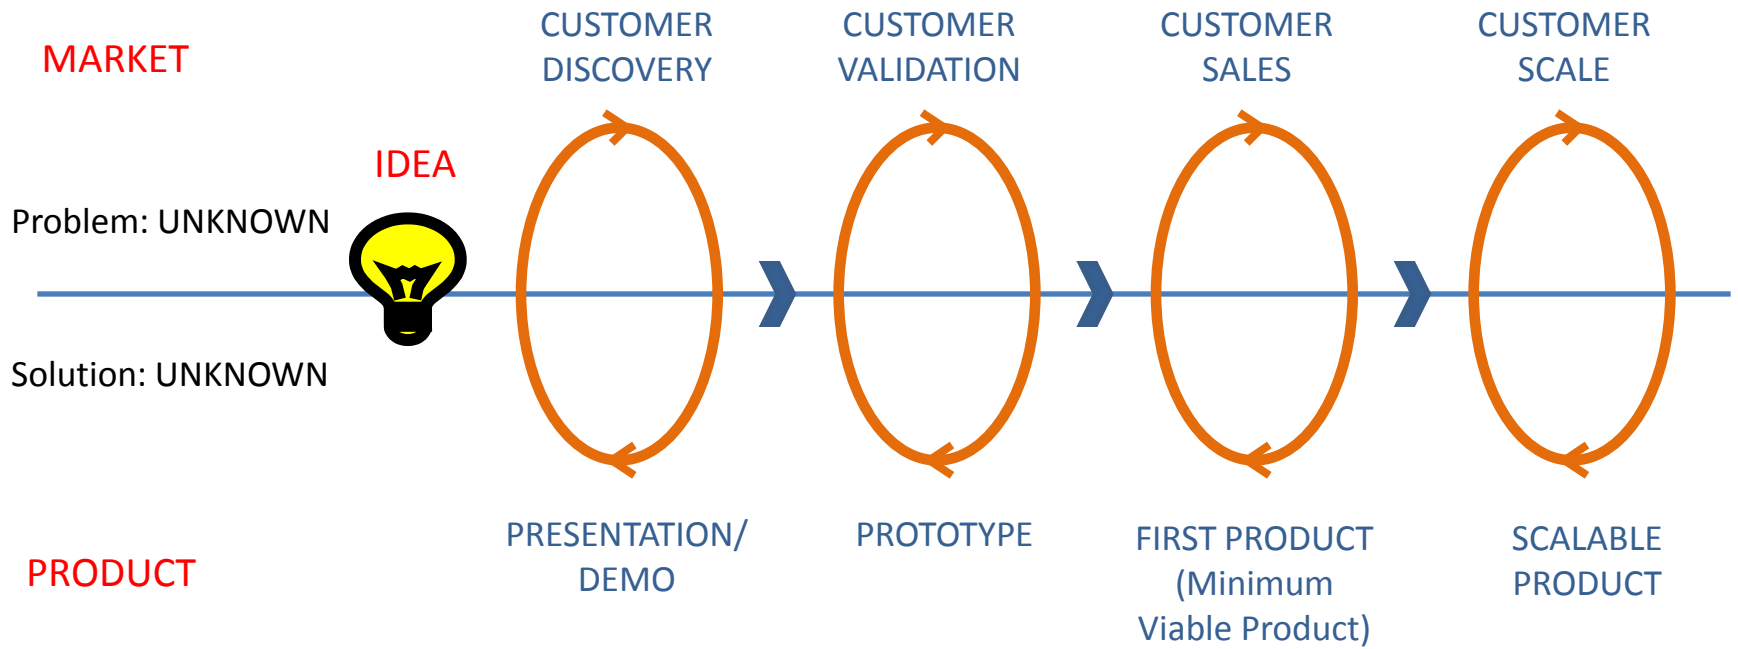 MARKET
CUSTOMER
DISCOVERY
CUSTOMER
VALIDATION
CUSTOMER
SALES
CUSTOMER
SCALE
IDEA
Problem: UNKNOWN
Solution: UNKNOWN
PRODUCT
PRESENTATION/
DEMO
PROTOTYPE
FIRST PRODUCT
(Minimum
Viable Product)
SCALABLE
PRODUCT